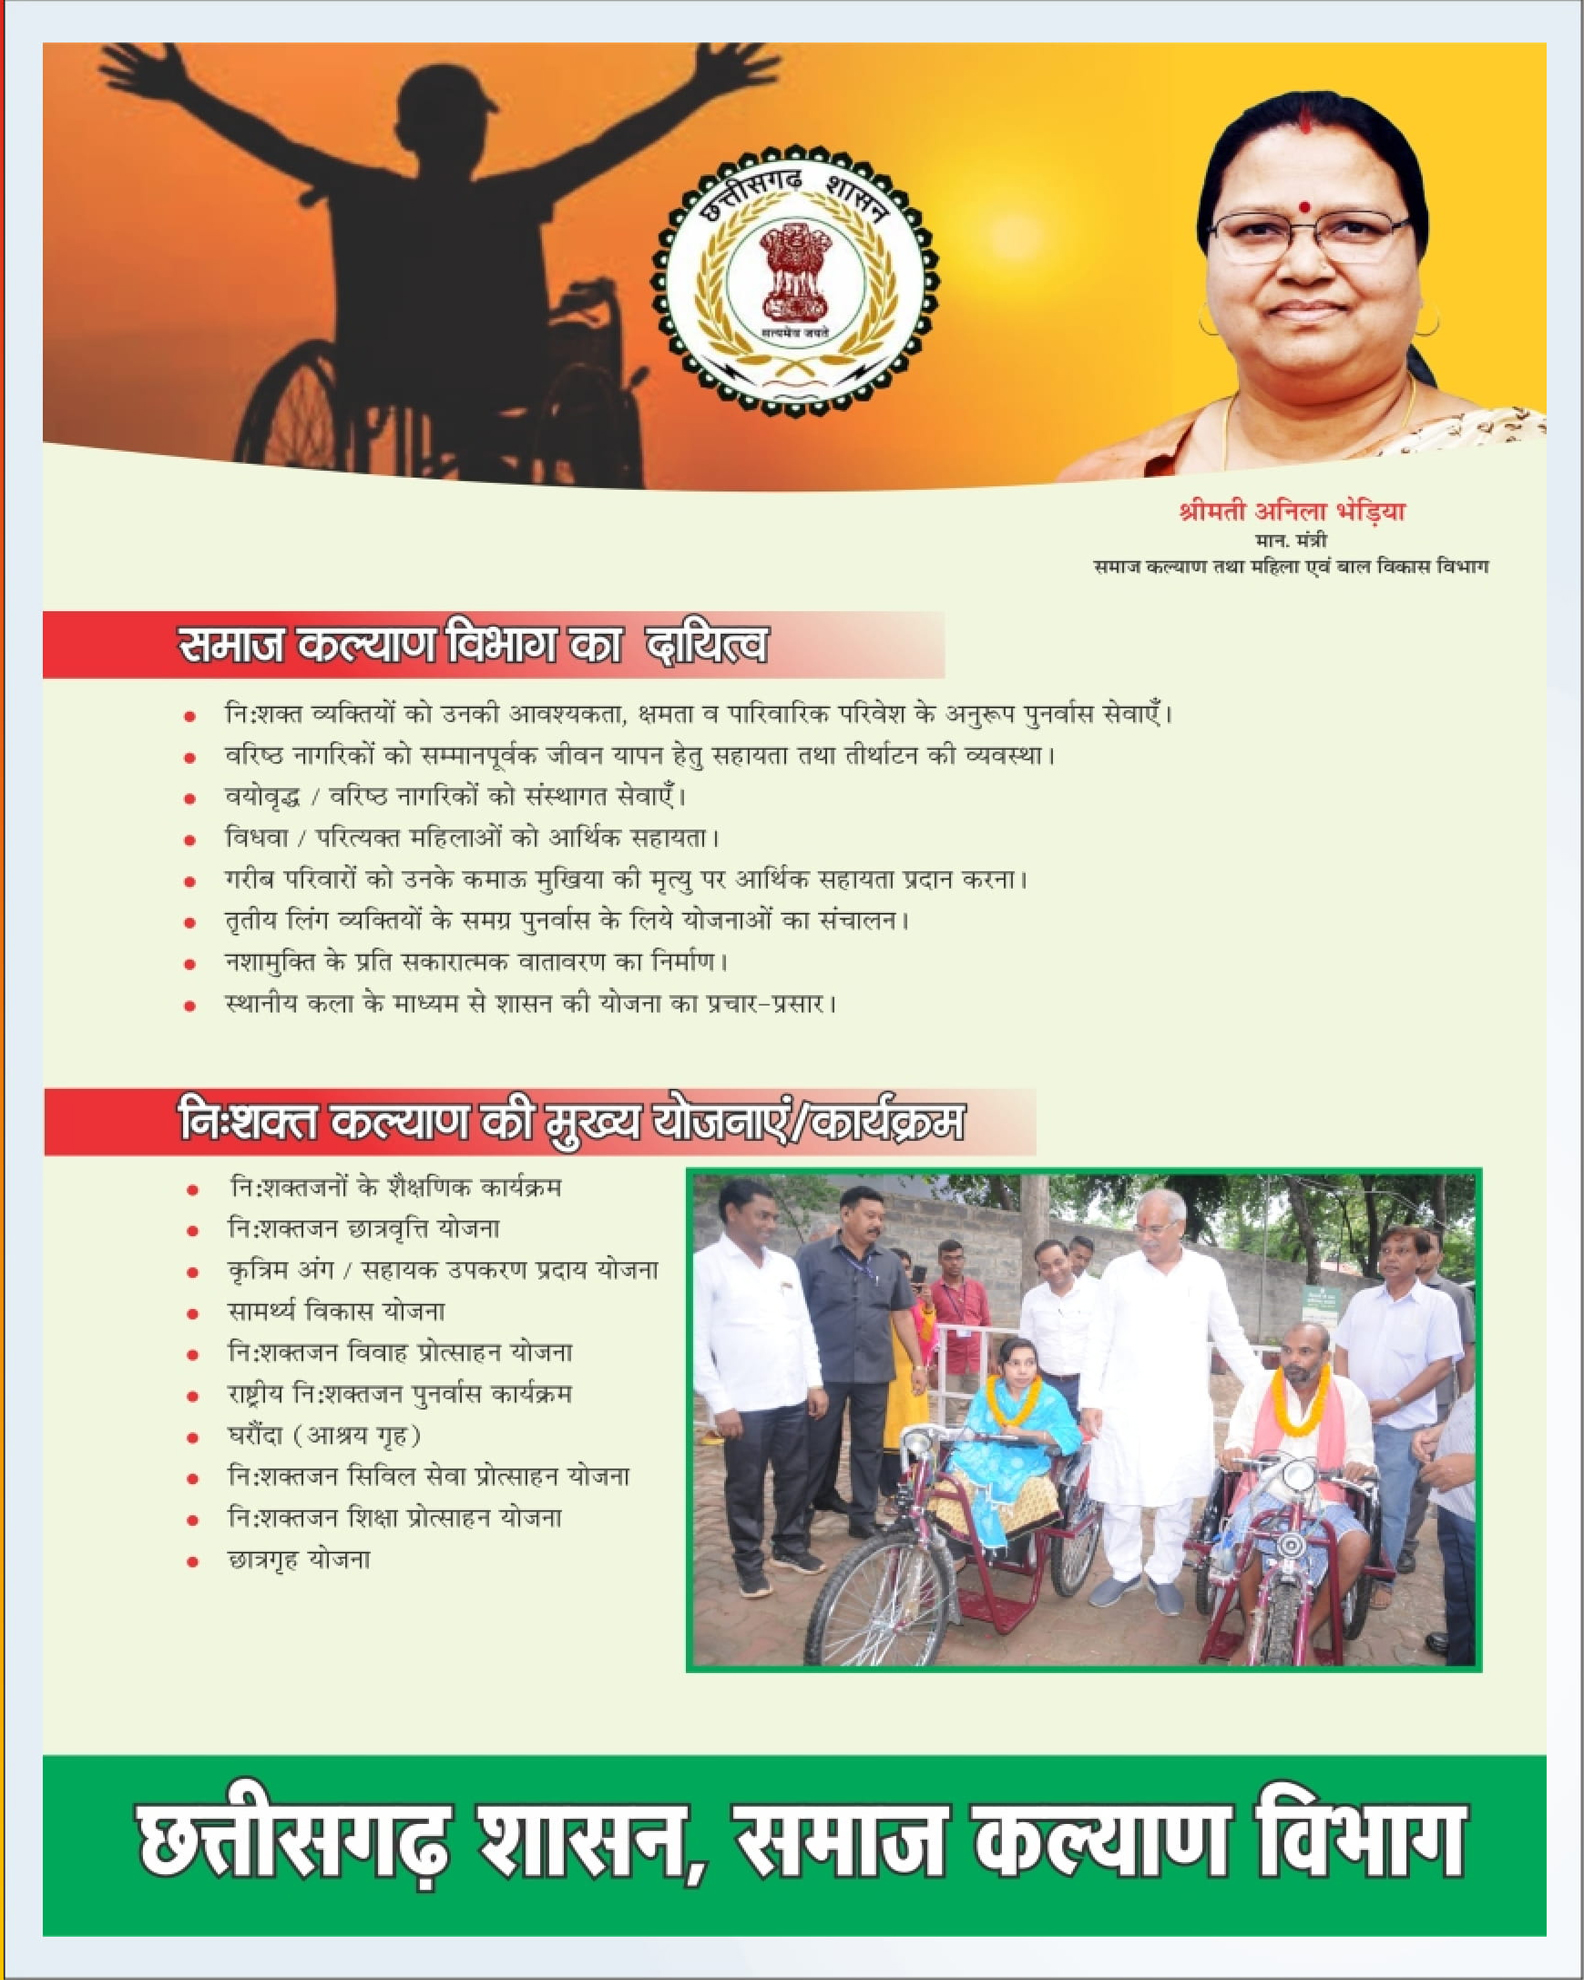 छत्तीसगढ़ शासन
सत्यमेव जयते
श्रीमती अनिला भेंड़िया
मान. मंत्री
समाज कल्याण तथा महिला एवं बाल विकास विभाग
समाज कल्याण विभाग का दायित्व
नि:शक्त व्यक्तियों को उनकी आवश्यकता, क्षमता व पारिवारिक परिवेश के अनुरूप पुनर्वास सेवाएँ।
वरिष्ठ नागरिकों को सम्मानपूर्वक जीवन यापन हेतु सहायता तथा तीर्थाटन की व्यवस्था।
वयोवृद्ध / वरिष्ठ नागरिकों को संस्थागत सेवाएँ।
विधवा / परित्यक्त महिलाओं को आर्थिक सहायता।
गरीब परिवारों को उनके कमाऊ मुखिया की मृत्यु पर आर्थिक सहायता प्रदान करना।
तृतीय लिंग व्यक्तियों के समग्र पुनर्वास के लिये योजनाओं का संचालन।
नशामुक्ति के प्रति सकारात्मक वातावरण का निर्माण।
स्थानीय कला के माध्यम से शासन की योजना का प्रचार-प्रसार।
निःशक्त कल्याण की मुख्य योजनाएं/कार्यक्रम
नि:शक्तजनों के शैक्षणिक कार्यक्रम
नि:शक्तजन छात्रवृत्ति योजना
कृत्रिम अंग / सहायक उपकरण प्रदाय योजना
सामर्थ्य विकास योजना
नि:शक्तजन विवाह प्रोत्साहन योजना
राष्ट्रीय नि:शक्तजन पुनर्वास कार्यक्रम
घरौंदा (आश्रय गृह)
नि:शक्तजन सिविल सेवा प्रोत्साहन योजना
नि:शक्तजन शिक्षा प्रोत्साहन योजना
छात्रगृह योजना
छत्तीसगढ़ शासन, समाज कल्याण विभाग